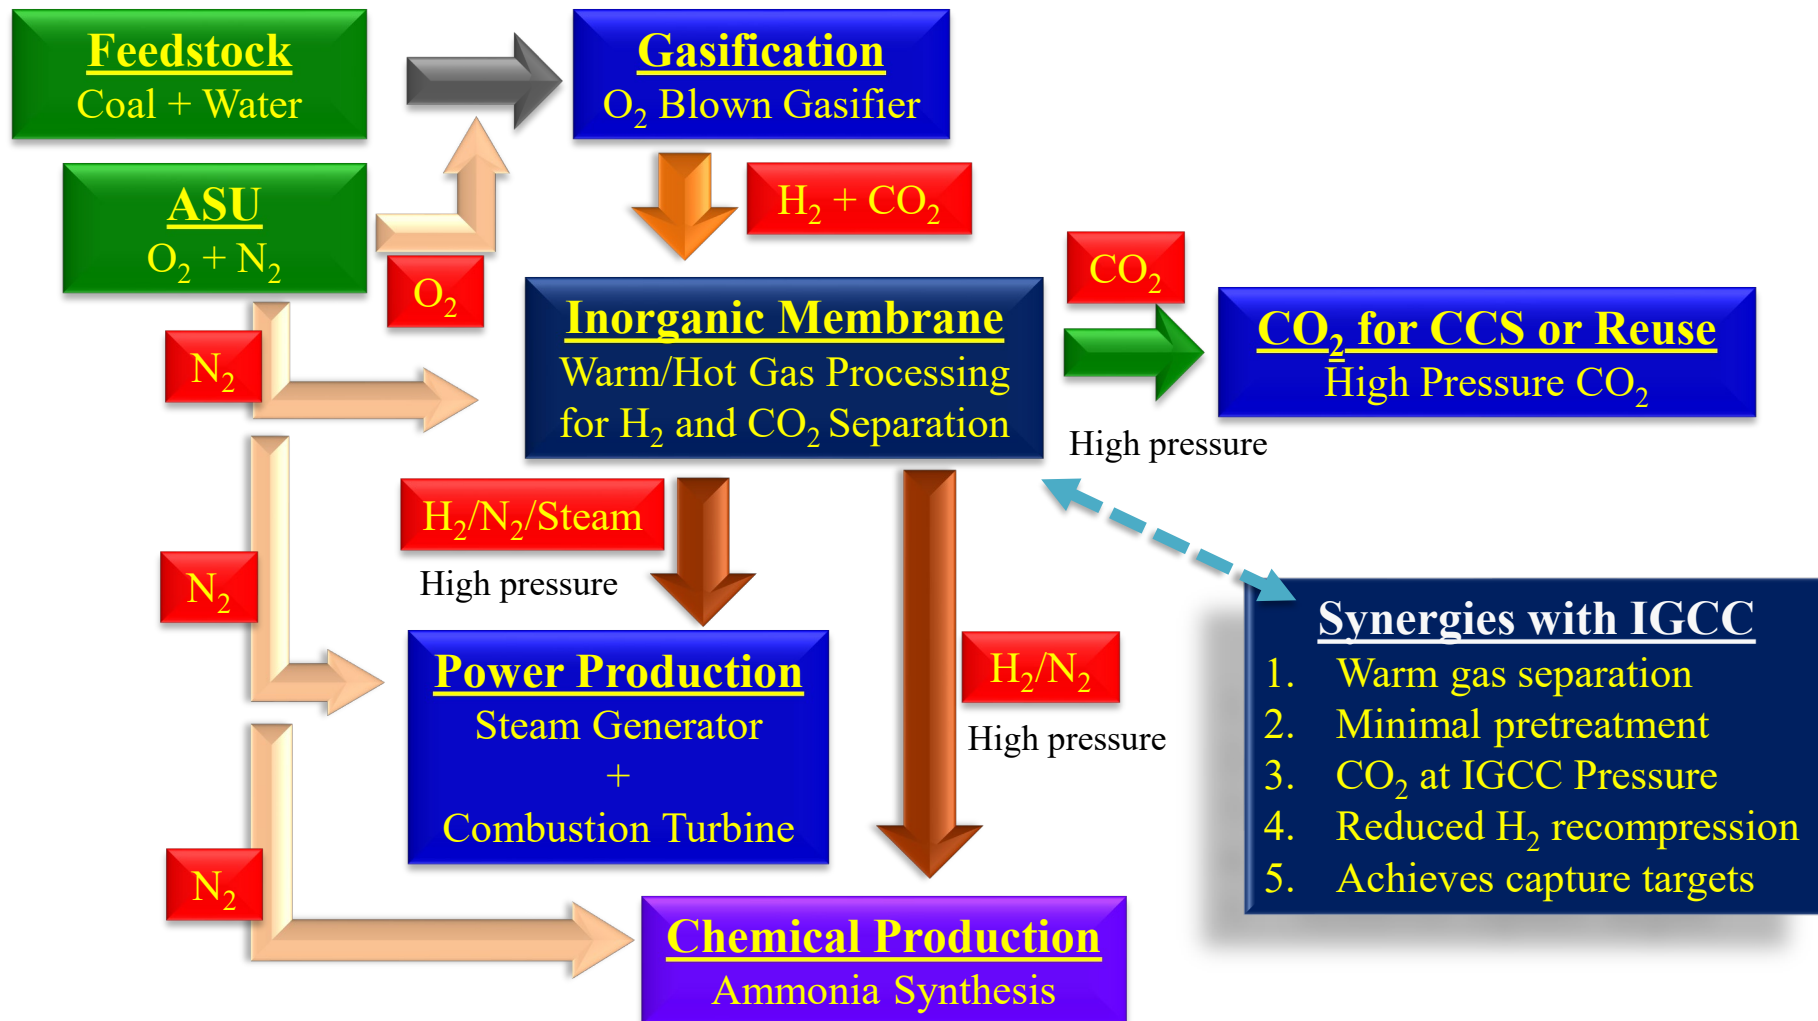 Feedstock
Coal + Water
Gasification
O₂ Blown Gasifier
ASU
O₂ + N₂
O₂
H₂ + CO₂
N₂
Inorganic Membrane
Warm/Hot Gas Processing
for H₂ and CO₂ Separation
CO₂
High pressure
CO₂ for CCS or Reuse
High Pressure CO₂
H₂/N₂/Steam
High pressure
N₂
Power Production
Steam Generator
+
Combustion Turbine
H₂/N₂
High pressure
Synergies with IGCC
1. Warm gas separation
2. Minimal pretreatment
3. CO₂ at IGCC Pressure
4. Reduced H₂ recompression
5. Achieves capture targets
N₂
Chemical Production
Ammonia Synthesis